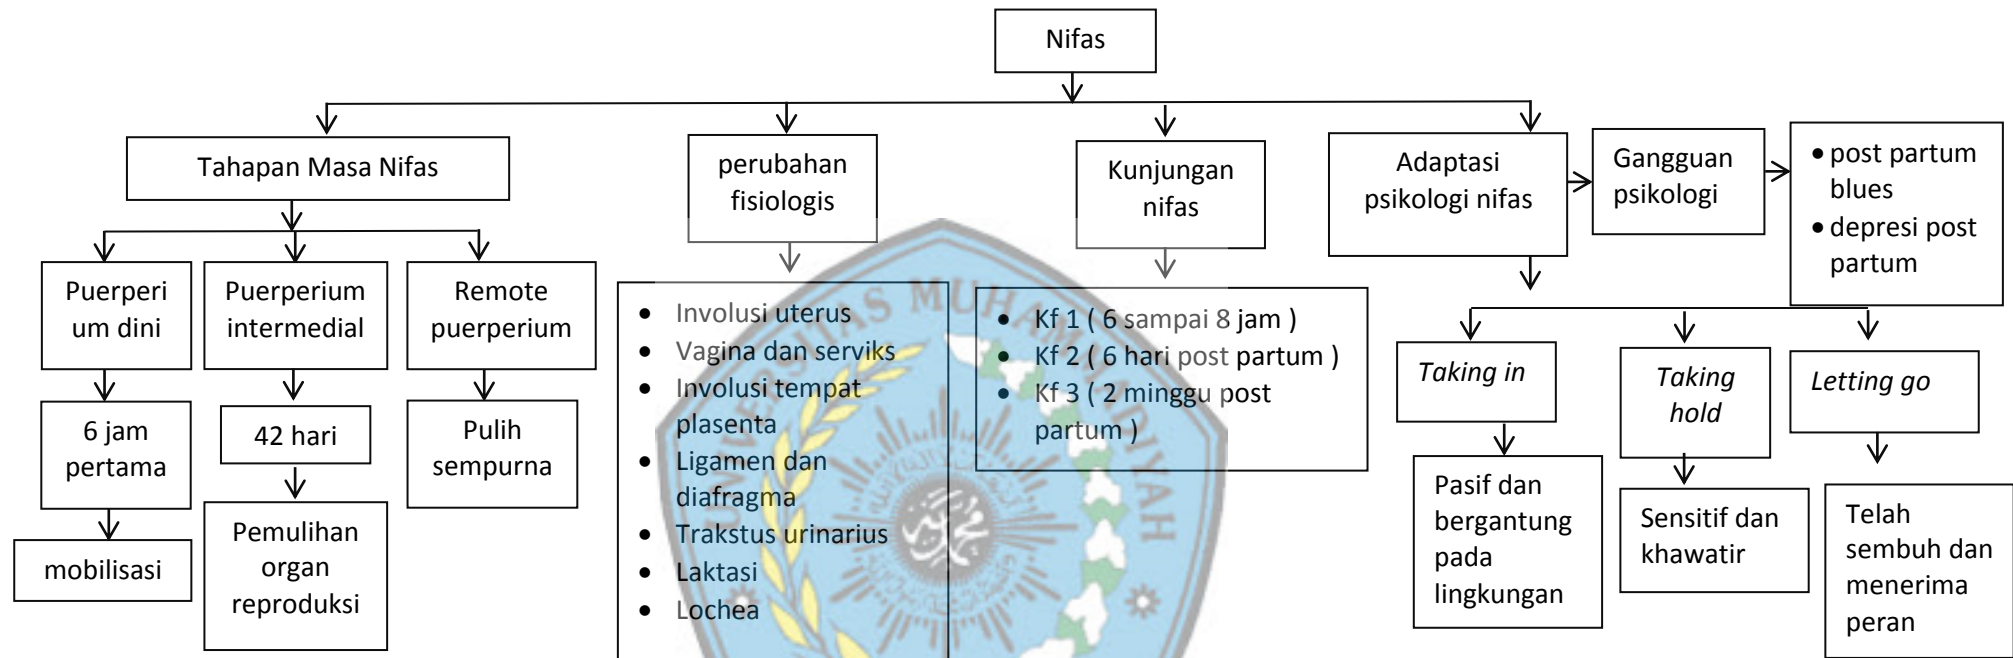 Nifas
Tahapan Masa Nifas
perubahan
fisiologis
Kunjungan
nifas
Adaptasi
psikologi nifas
Gangguan
psikologi
• post partum
blues
• depresi post
partum
Puerperi
um dini
Puerperium
intermedial
Remote
puerperium
6 jam
pertama
42 hari
Pulih
sempurna
mobilisasi
Pemulihan
organ
reproduksi
• Involusi uterus
• Vagina dan serviks
• Involusi tempat
plasenta
• Ligamen dan
diafragma
• Trakstus urinarius
• Laktasi
• Lochea
• Kf 1 ( 6 sampai 8 jam )
• Kf 2 ( 6 hari post partum )
• Kf 3 ( 2 minggu post
partum )
Taking in
Taking
hold
Letting go
Pasif dan
bergantung
pada
lingkungan
Sensitif dan
khawatir
Telah
sembuh dan
menerima
peran
UNIVERSITAS MUHAMMADIYAH